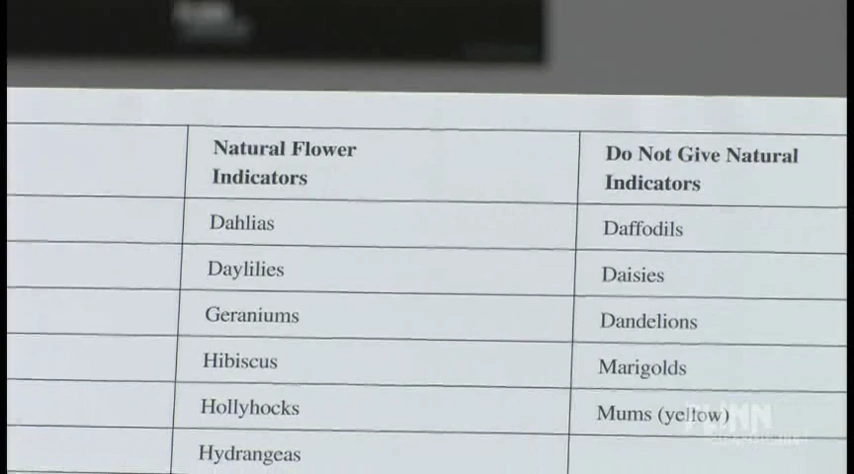 Natural Flower
Indicators
Do Not Give Natural
Indicators
Dahlias
Daffodils
Daylilies
Daisies
Geraniums
Dandelions
Hibiscus
Marigolds
Hollyhocks
Mums (yellow)
FLINN
Hydrangeas